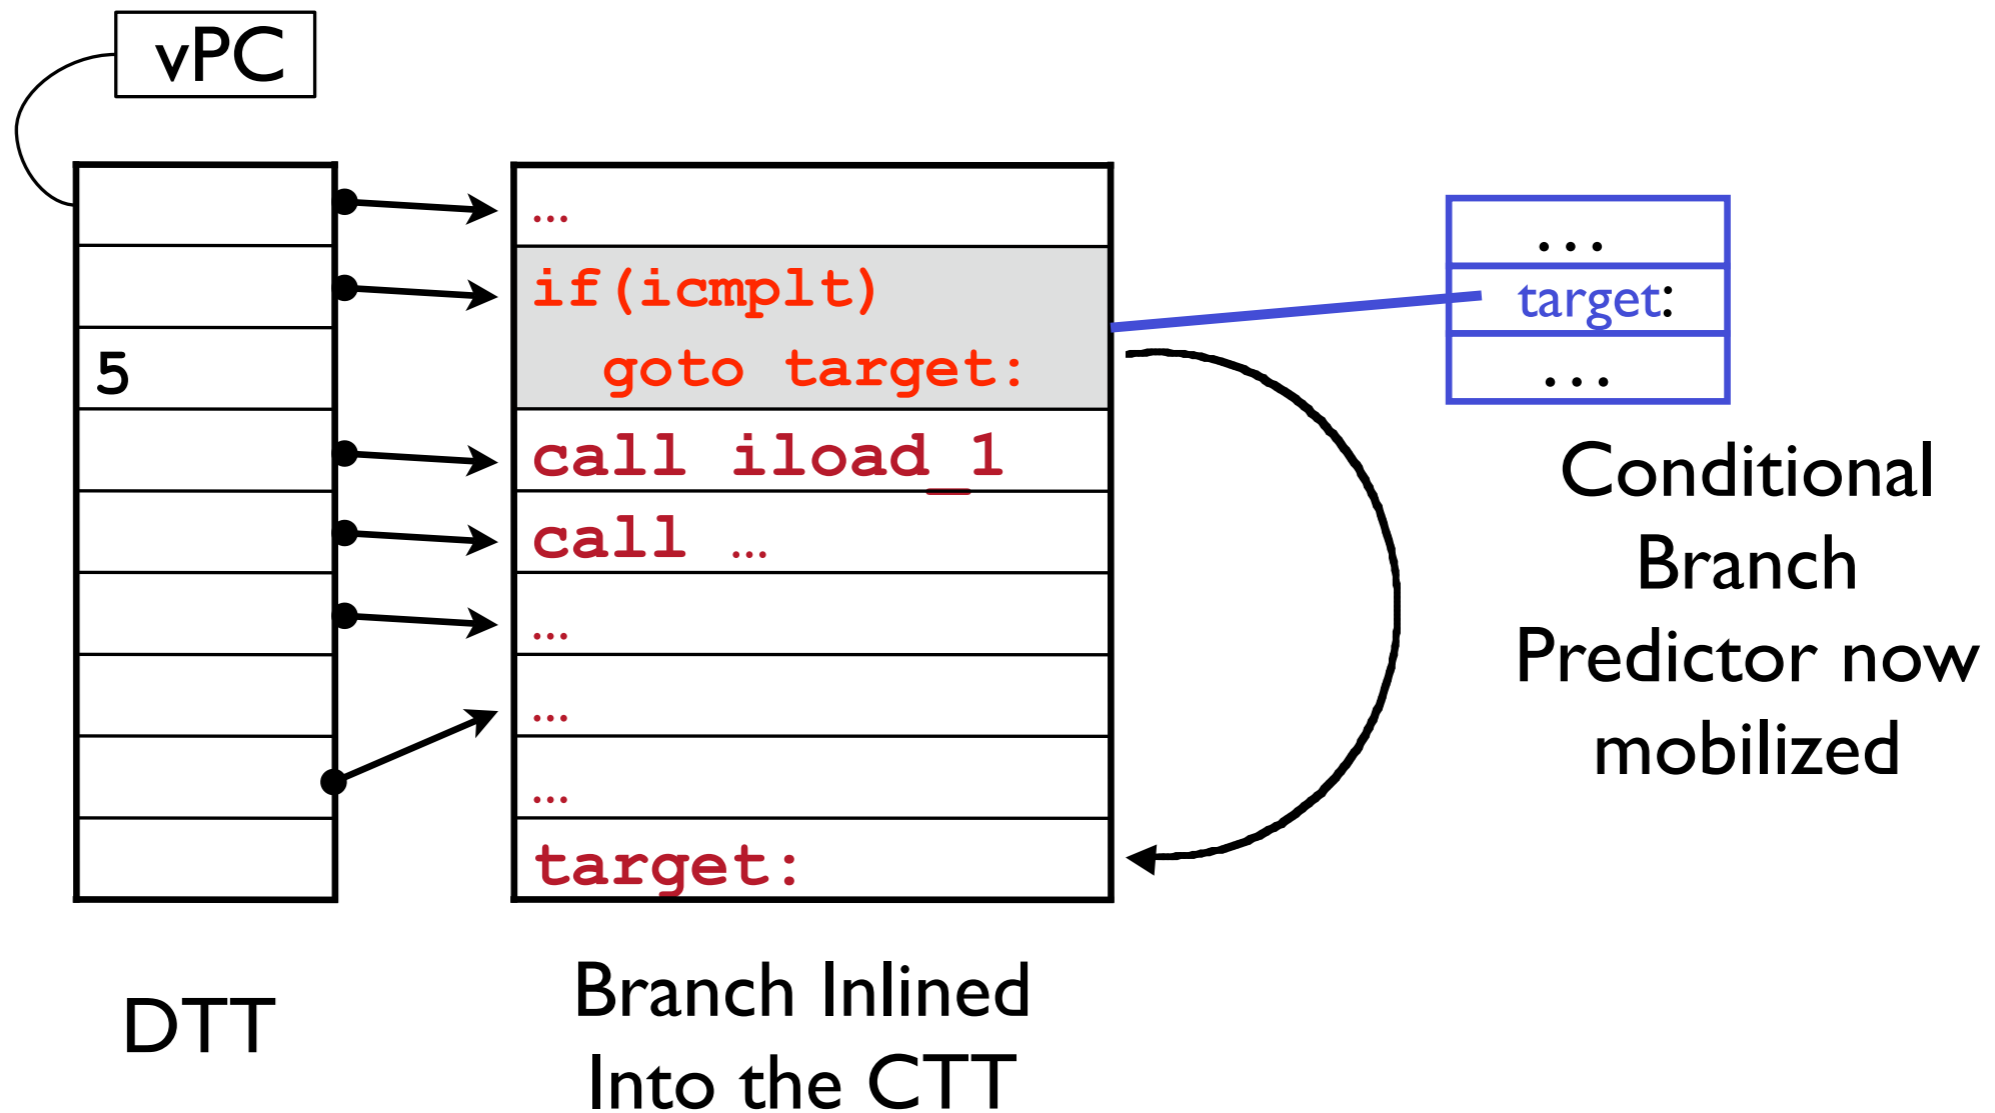 vPC
5
...
if(icmplt)
goto target:
call iload_1
call ...
...
...
...
target:
...
target:
...
Conditional
Branch
Predictor now
mobilized
DTT
Branch Inlined
Into the CTT